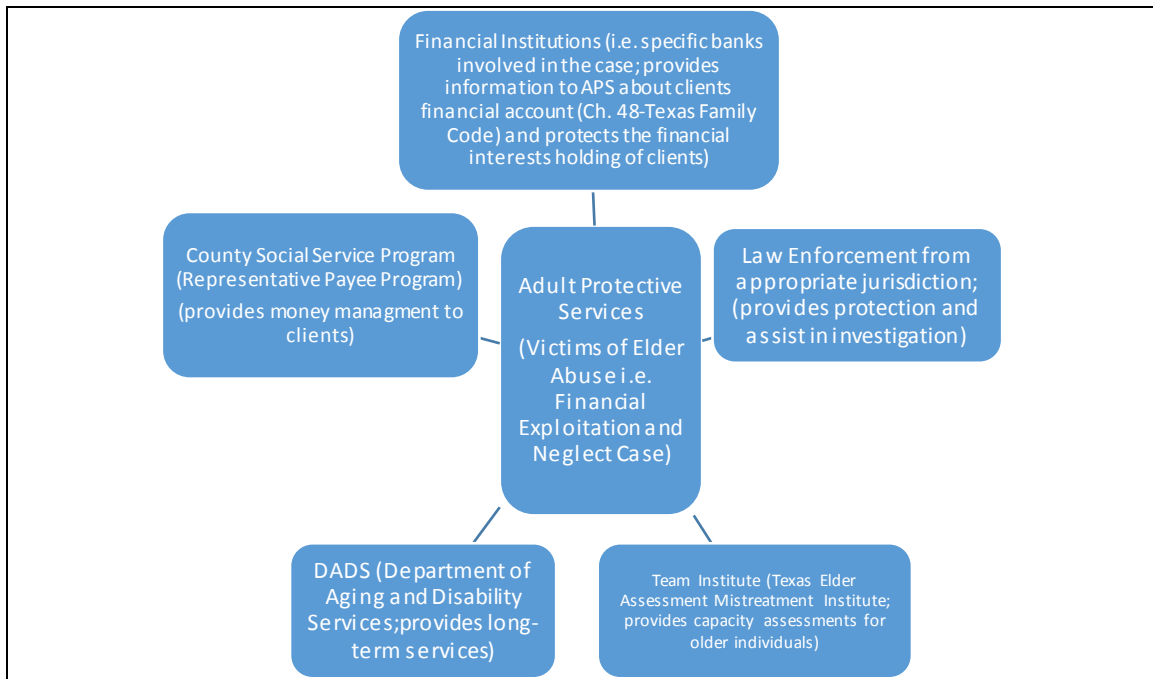 Financial Institutions (i.e. specific banks
involved in the case; provides
information to APS about clients
financial account (Ch. 48-Texas Family
Code) and protects the financial
interests holding of clients)
County Social Service Program
(Representative Payee Program)
(provides money managment to
clients)
Adult Protective
Services
(Victims of Elder
Abuse i.e.
Financial
Exploitation and
Neglect Case)
Law Enforcement from
appropriate jurisdiction;
(provides protection and
assist in investigation)
DADS (Department of
Aging and Disability
Services;provides long-
term services)
Team Institute (Texas Elder
Assessment Mistreatment Institute;
provides capacity assessments for
older individuals)